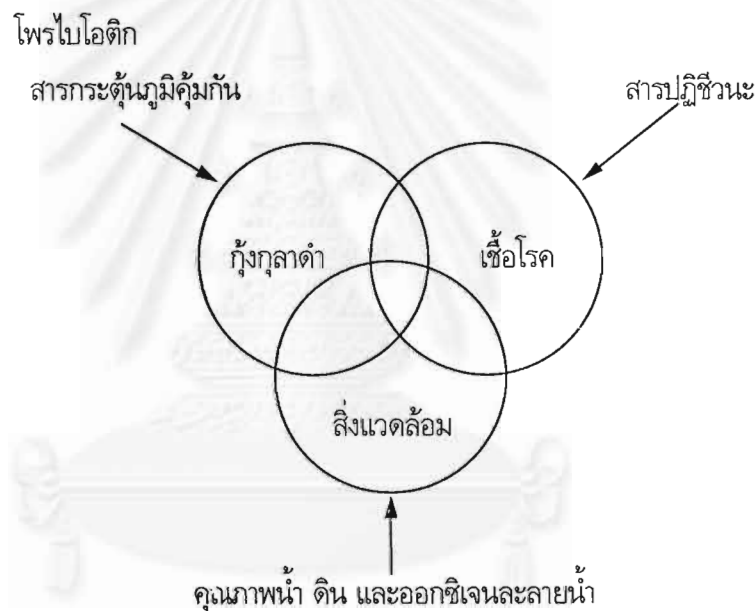 โพรไบโอติก
สารกระตุ้นภูมิคุ้มกัน
สารปฏิชีวนะ
กุ้งกุลาดำ
เชื้อโรค
สิ่งแวดล้อม
คุณภาพน้ำ ดิน และออกซิเจนละลายน้ำ